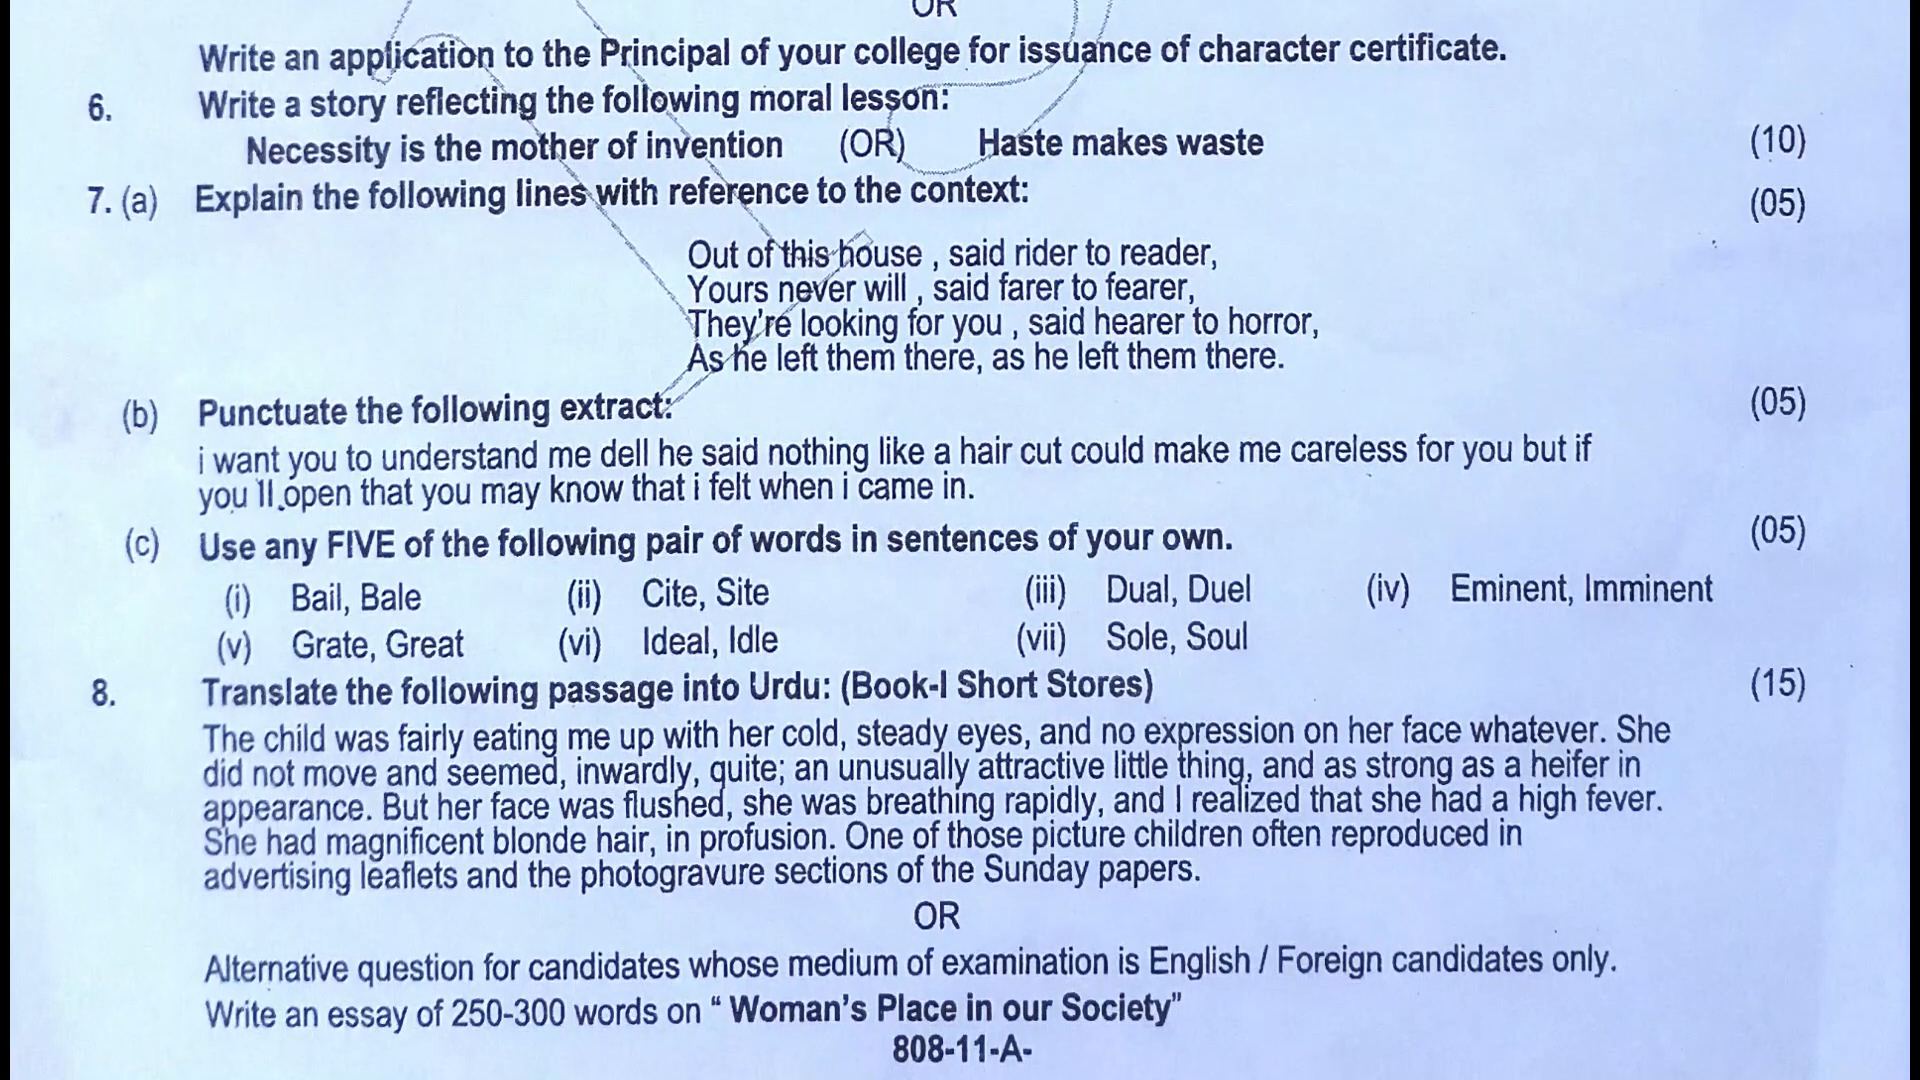 OR
Write an application to the Principal of your college for issuance of character certificate.
6. Write a story reflecting the following moral lesson:
Necessity is the mother of invention (OR) Haste makes waste (10)
7. (a) Explain the following lines with reference to the context: (05)
Out of this house , said rider to reader,
Yours never will , said farer to fearer,
They're looking for you , said hearer to horror,
As he left them there, as he left them there.
(b) Punctuate the following extract: (05)
i want you to understand me dell he said nothing like a hair cut could make me careless for you but if
you ll open that you may know that i felt when i came in.
(c) Use any FIVE of the following pair of words in sentences of your own. (05)
(i) Bail, Bale (ii) Cite, Site (iii) Dual, Duel (iv) Eminent, Imminent
(v) Grate, Great (vi) Ideal, Idle (vii) Sole, Soul
8. Translate the following passage into Urdu: (Book-I Short Stores) (15)
The child was fairly eating me up with her cold, steady eyes, and no expression on her face whatever. She
did not move and seemed, inwardly, quite; an unusually attractive little thing, and as strong as a heifer in
appearance. But her face was flushed, she was breathing rapidly, and I realized that she had a high fever.
She had magnificent blonde hair, in profusion. One of those picture children often reproduced in
advertising leaflets and the photogravure sections of the Sunday papers.
OR
Alternative question for candidates whose medium of examination is English / Foreign candidates only.
Write an essay of 250-300 words on “ Woman's Place in our Society”
808-11-A-